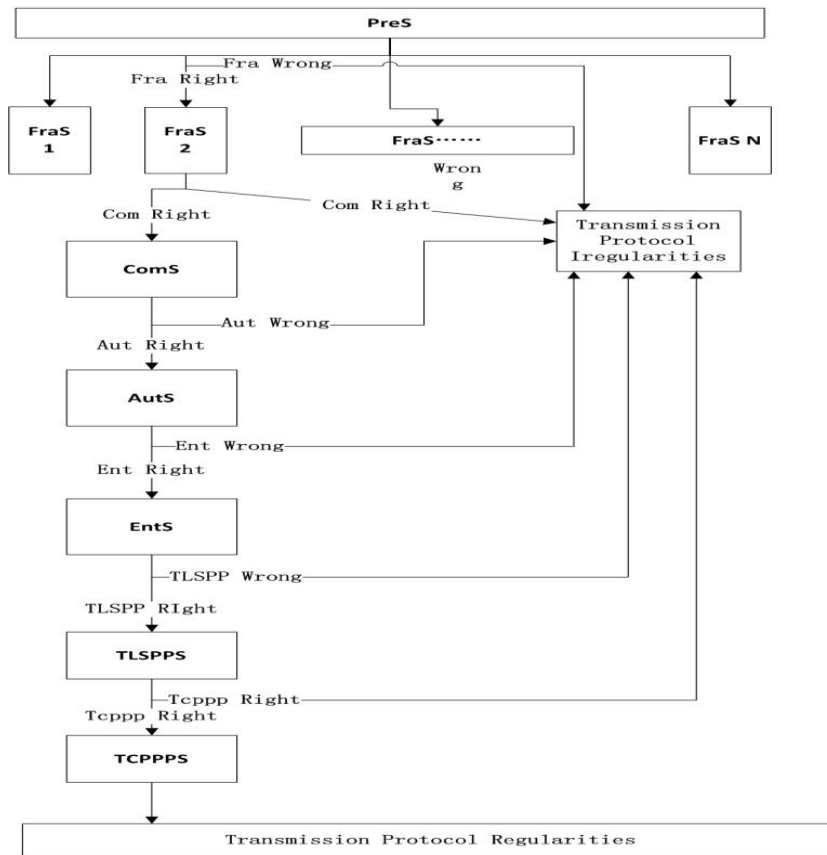 PreS
Fra Wrong
Fra Right
FraS
1
FraS
2
FraS……
FraS N
Wron
g
Com Right
Com Right
Transmission
Protocol
Iregularities
ComS
Aut Wrong
Aut Right
AutS
Ent Wrong
Ent Right
EntS
TLSPP Wrong
TLSPP RIght
TLSPPS
Tcppp Right
Tcppp Right
TCPPPS
Transmission Protocol Regularities